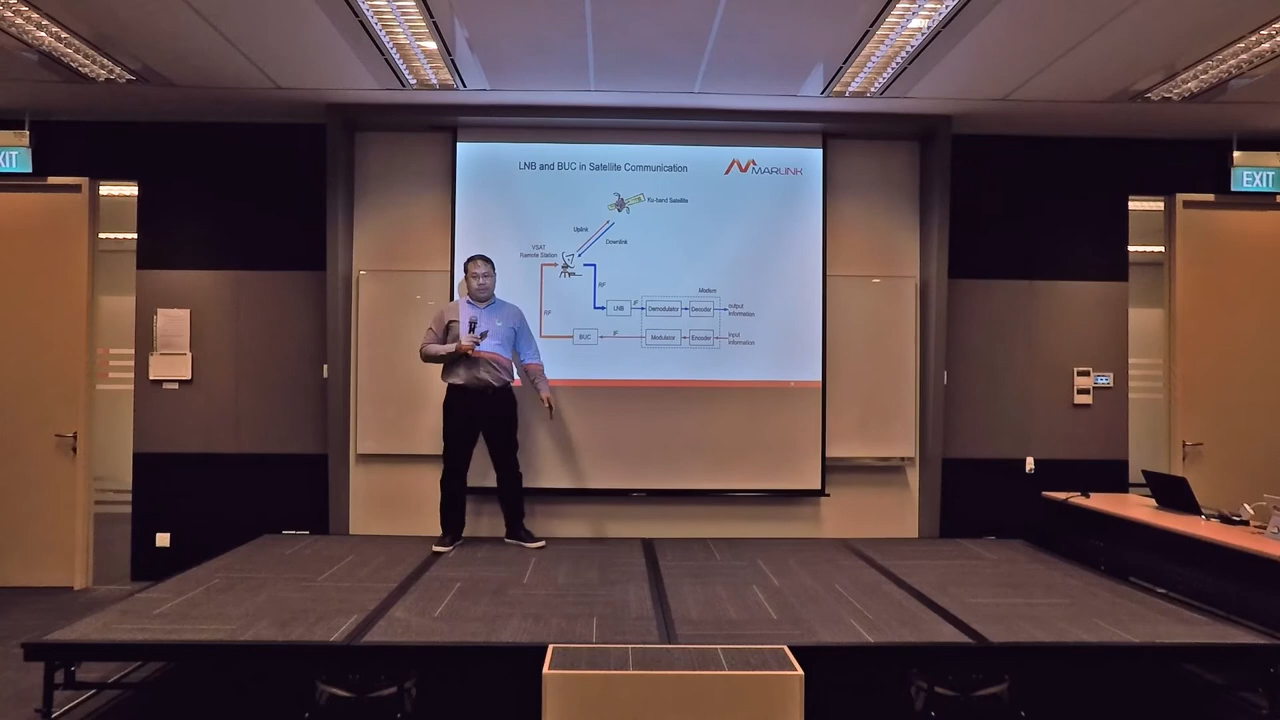 EXIT
LNB and BUC in Satellite Communication
MARLINK
Ku-band Satellite
Uplink
Downlink
VSAT
Remote Station
RF
LNB
IF
Modem
Demodulator
Decoder
output
information
RF
BUC
IF
Modulator
Encoder
input
information
EXIT